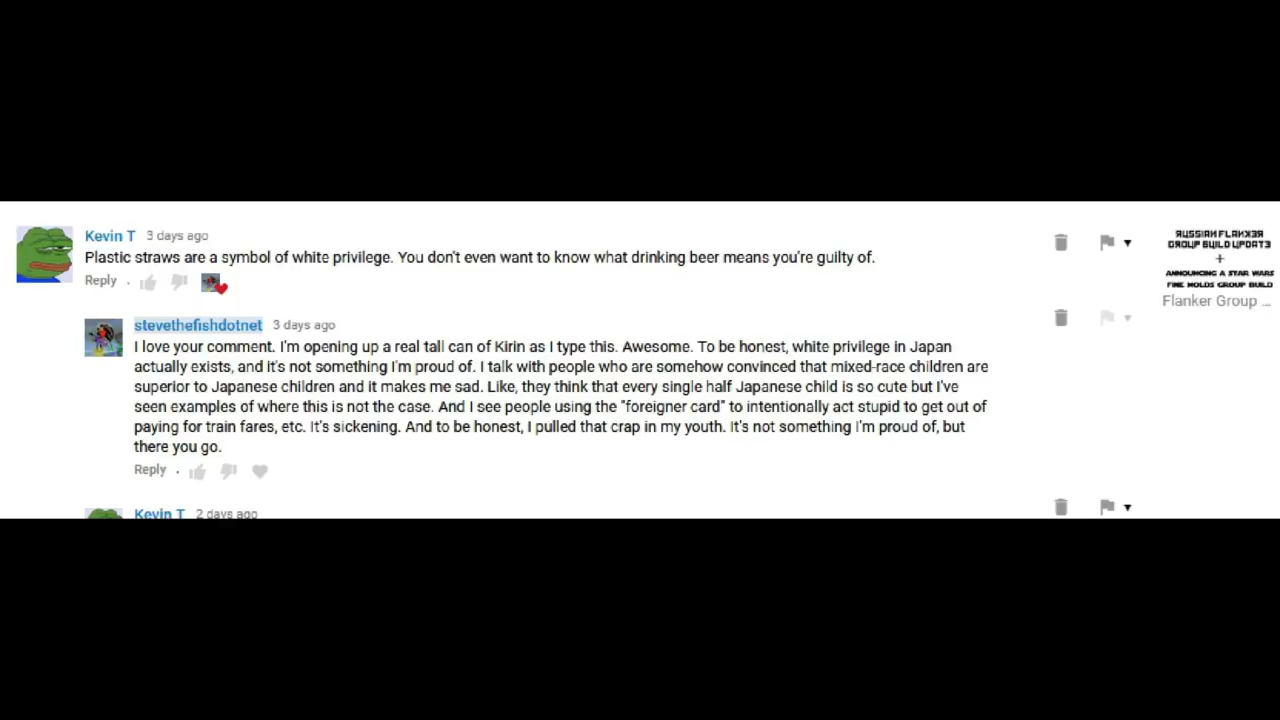 Kevin T 3 days ago
Plastic straws are a symbol of white privilege. You don't even want to know what drinking beer means you're guilty of.
Reply
stevethefishdotnet 3 days ago
I love your comment. I'm opening up a real tall can of Kirin as I type this. Awesome. To be honest, white privilege in Japan
actually exists, and it's not something I'm proud of. I talk with people who are somehow convinced that mixed-race children are
superior to Japanese children and it makes me sad. Like, they think that every single half Japanese child is so cute but I've
seen examples of where this is not the case. And I see people using the "foreigner card" to intentionally act stupid to get out of
paying for train fares, etc. It's sickening. And to be honest, I pulled that crap in my youth. It's not something I'm proud of, but
there you go.
Reply
Kevin T 2 days ago
RUSSIAN FLANKER
GROUP BUILD UPDATE
+
ANNOUNCING A STAR WARS
FINE MOLDS GROUP BUILD
Flanker Group ...